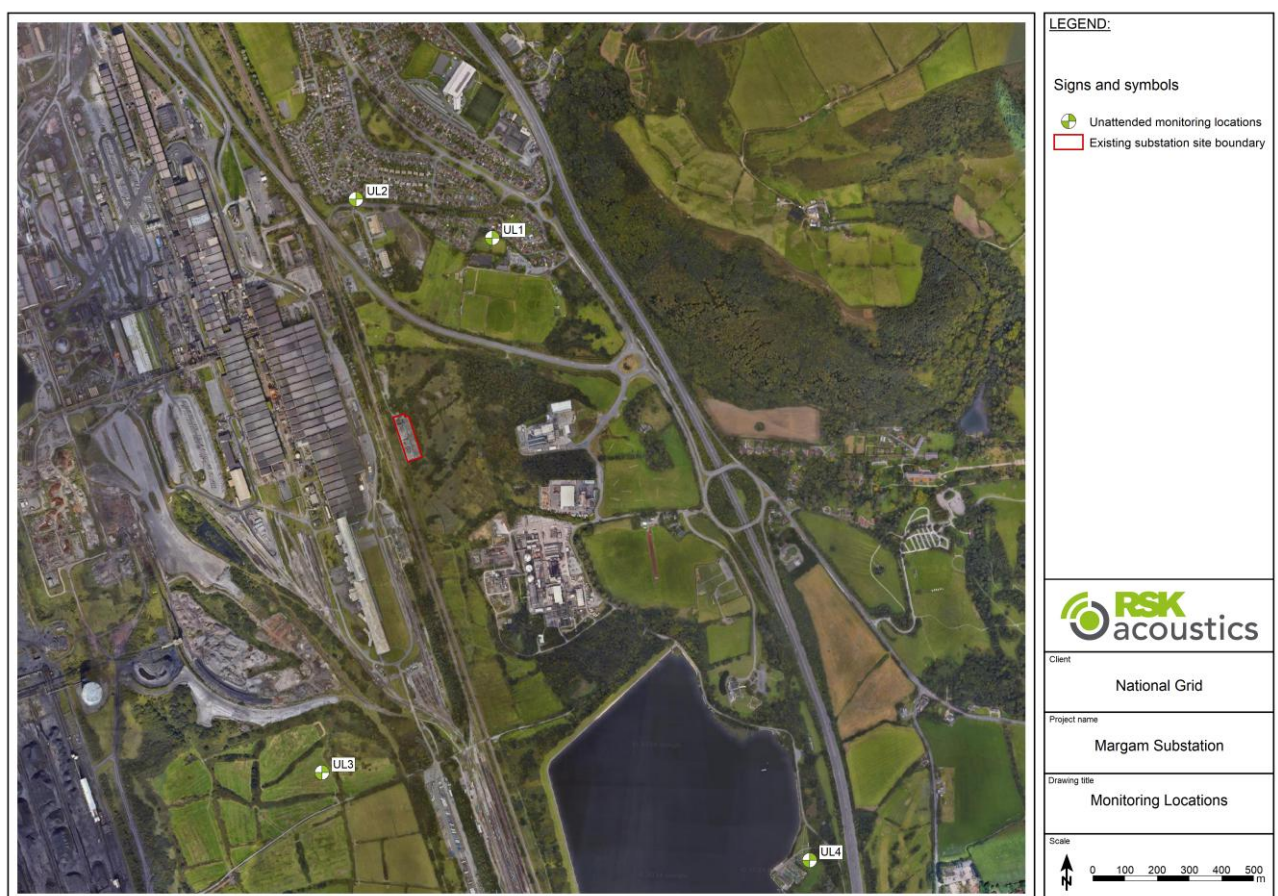 UL2
UL1
UL3
UL4
LEGEND:
Signs and symbols
Unattended monitoring locations
Existing substation site boundary
RSK
acoustics
Client
National Grid
Project name
Margam Substation
Drawing title
Monitoring Locations
Scale
N
0 100 200 300 400 500
m